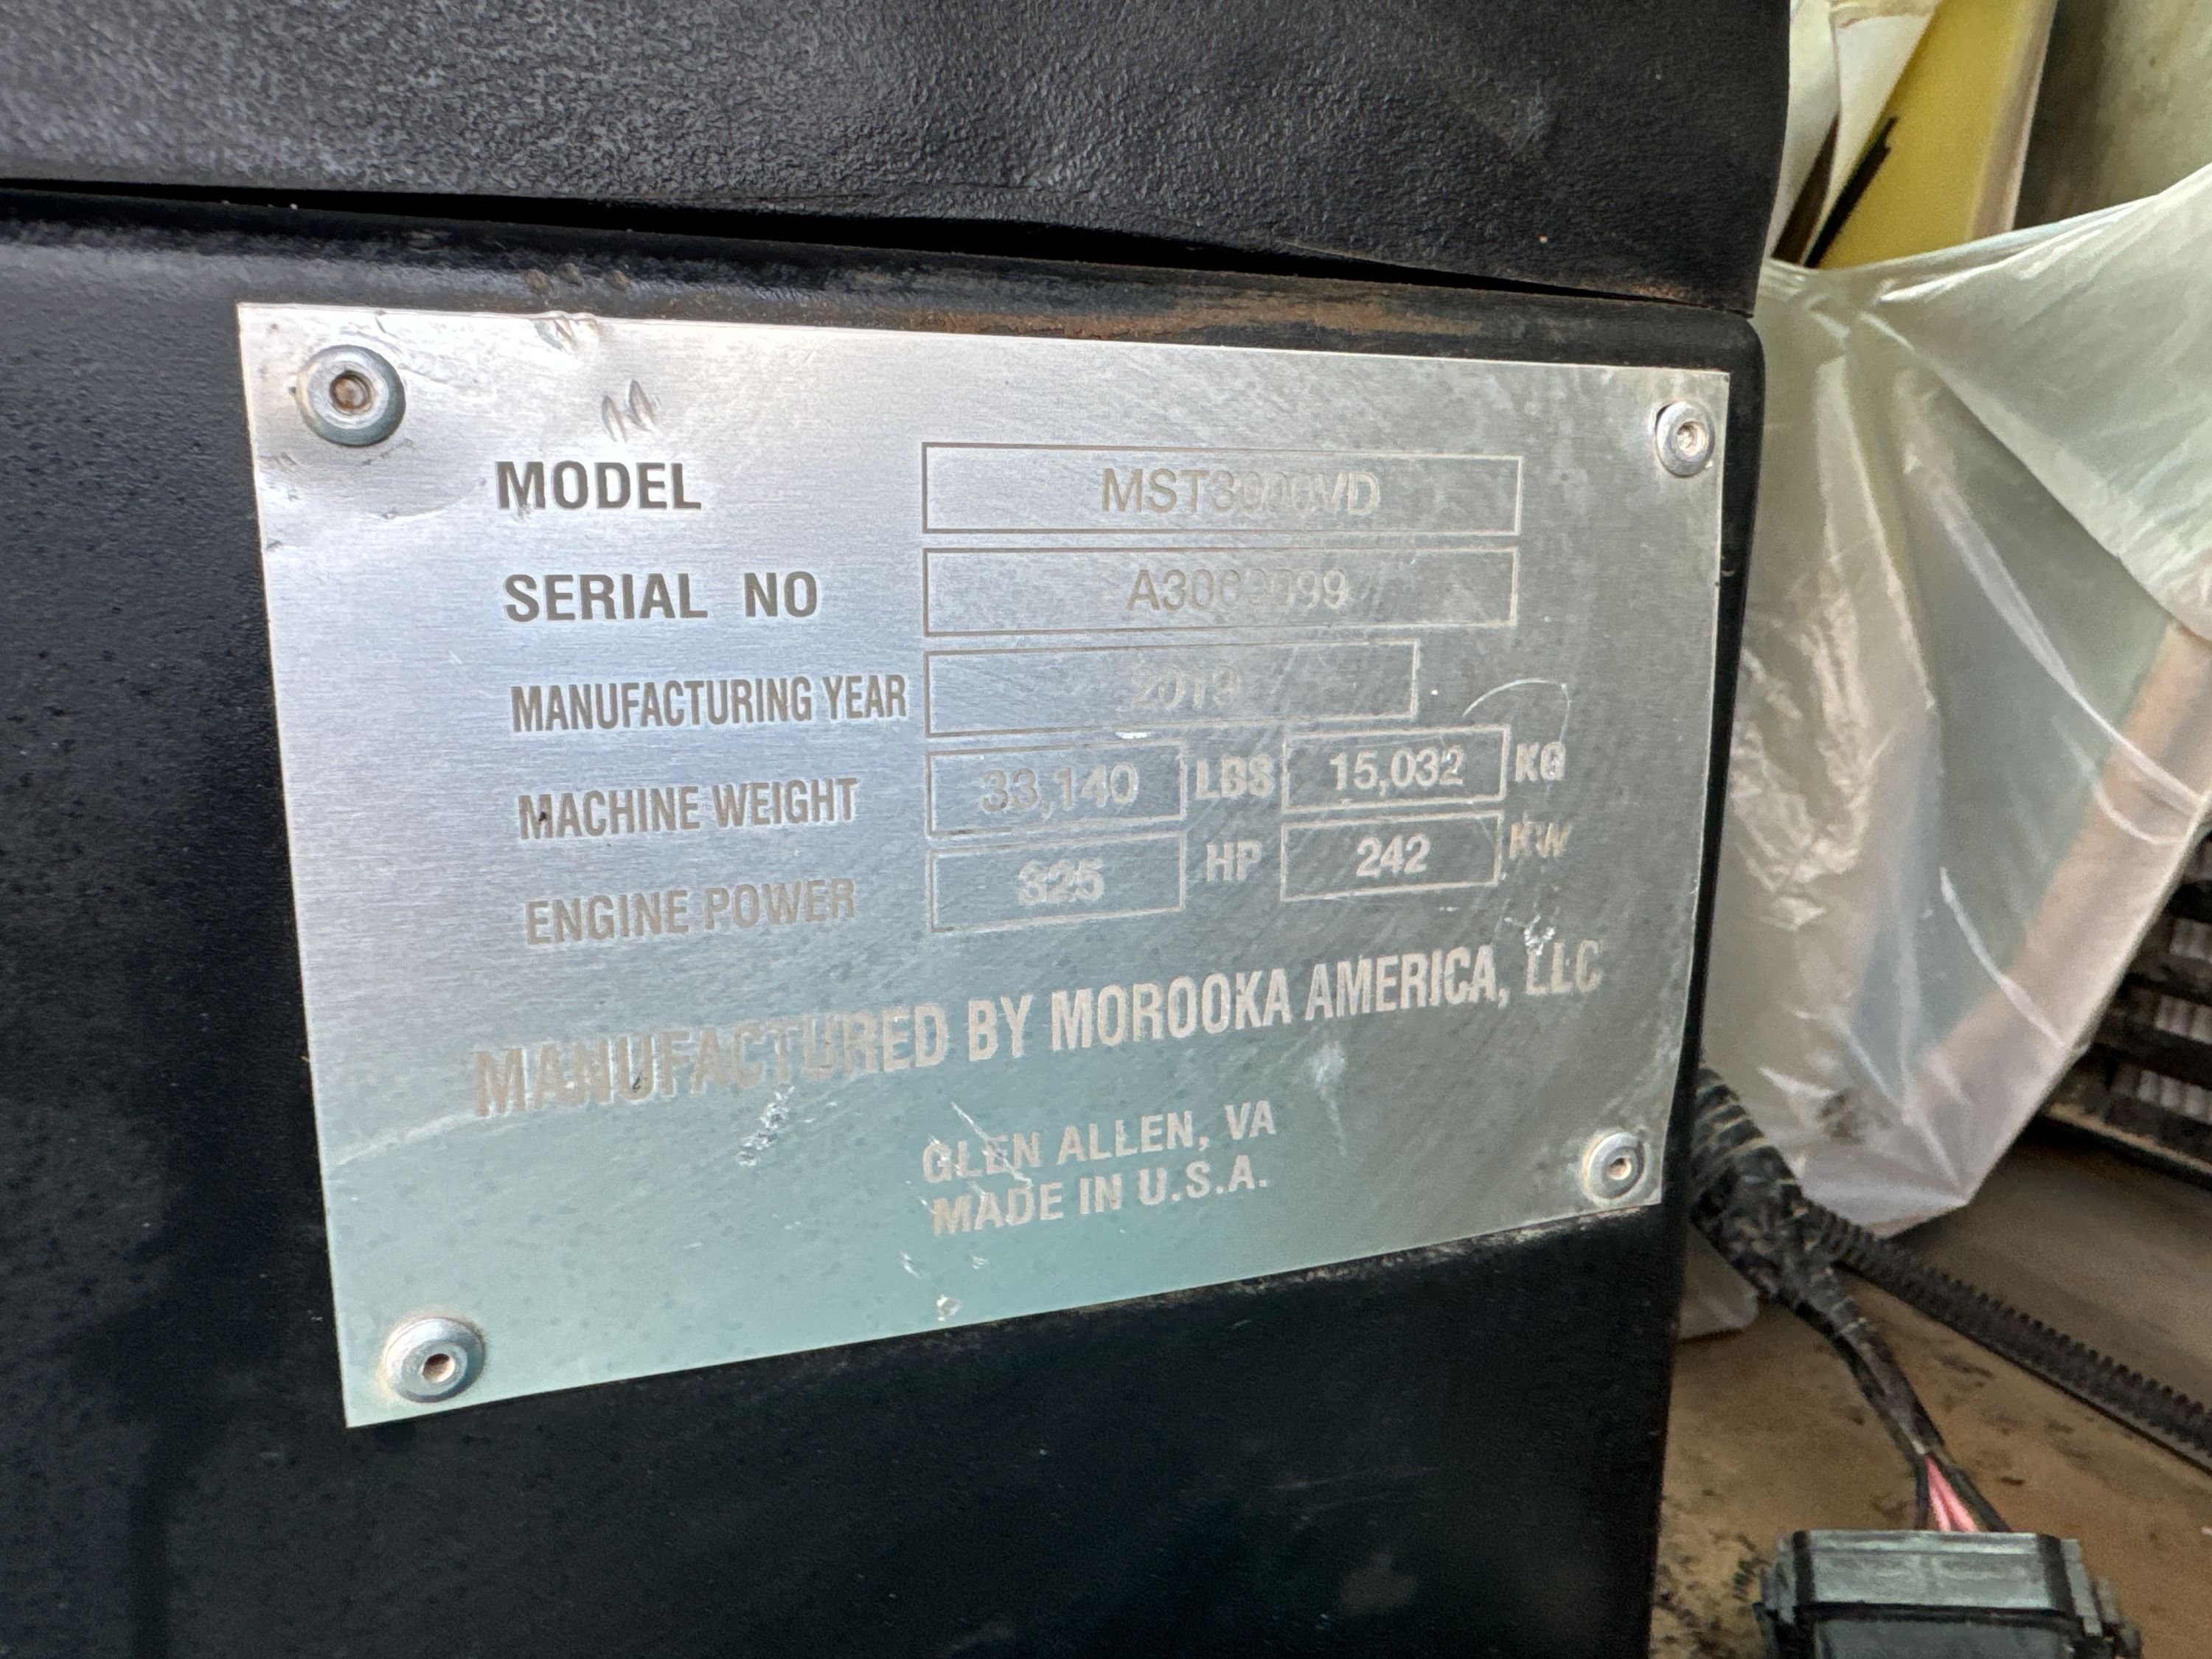 MODEL MST3000VD
SERIAL NO
MANUFACTURING YEAR 2019
MACHINE WEIGHT 33,140 LBS 15,032 KG
ENGINE POWER 325 HP 242 KW
MANUFACTURED BY MOROOKA AMERICA, LLC
GLEN ALLEN, VA
MADE IN U.S.A.